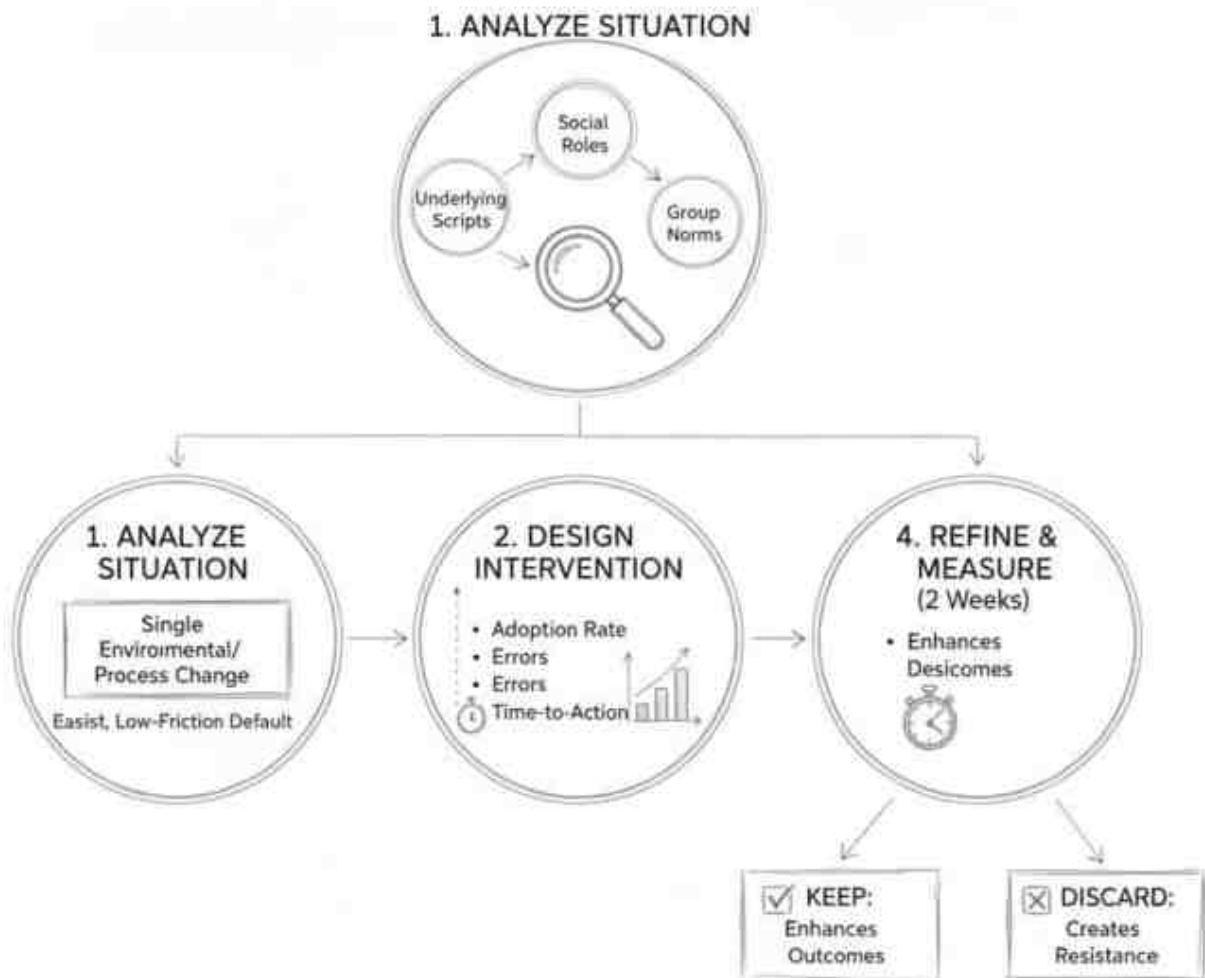 1. ANALYZE SITUATION
Social
Roles
Underlying
Scripts
Group
Norms
1. ANALYZE
SITUATION
Single
Enviroımental/
Process Change
Easist, Low-Friction Default
2. DESIGN
INTERVENTION
• Adoption Rate
• Errors
• Errors
Time-to-Action
4. REFINE &
MEASURE
(2 Weeks)
• Enhances
Desicomes
KEEP:
Enhances
Outcomes
DISCARD:
Creates
Resistance